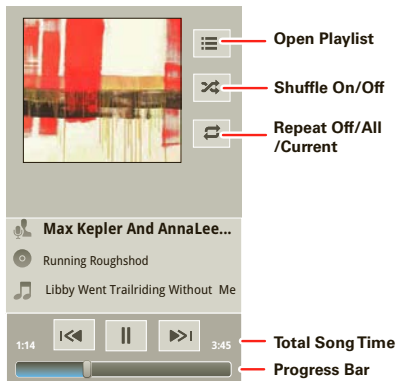 Open Playlist
Shuffle On/Off
Repeat Off/All
/Current
Max Kepler And AnnaLee...
Running Roughshod
Libby Went Trailriding Without Me
1:14
3:45
Total Song Time
Progress Bar